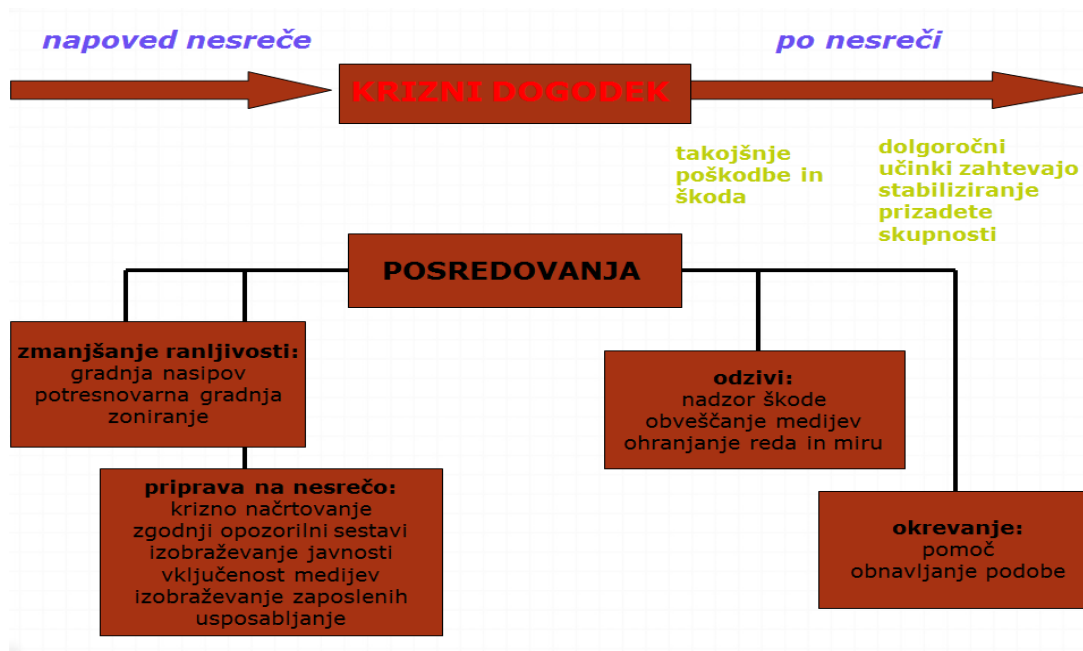 napoved nesreče
po nesreči
KRIZNI DOGODEK
takojšnje
poškodbe in
škoda
dolgoročni
učinki zahtevajo
stabiliziranje
prizadete
skupnosti
POSREDOVANJA
zmanjšanje ranljivosti:
gradnja nasipov
potresnovarna gradnja
zoniranje
odzivi:
nadzor škode
obveščanje medijev
ohranjanje reda in miru
priprava na nesrečo:
krizno načrtovanje
zgodnji opozorilni sestavi
izobraževanje javnosti
vključenost medijev
izobraževanje zaposlenih
usposabljanje
okrevanje:
pomoč
obnavljanje podobe